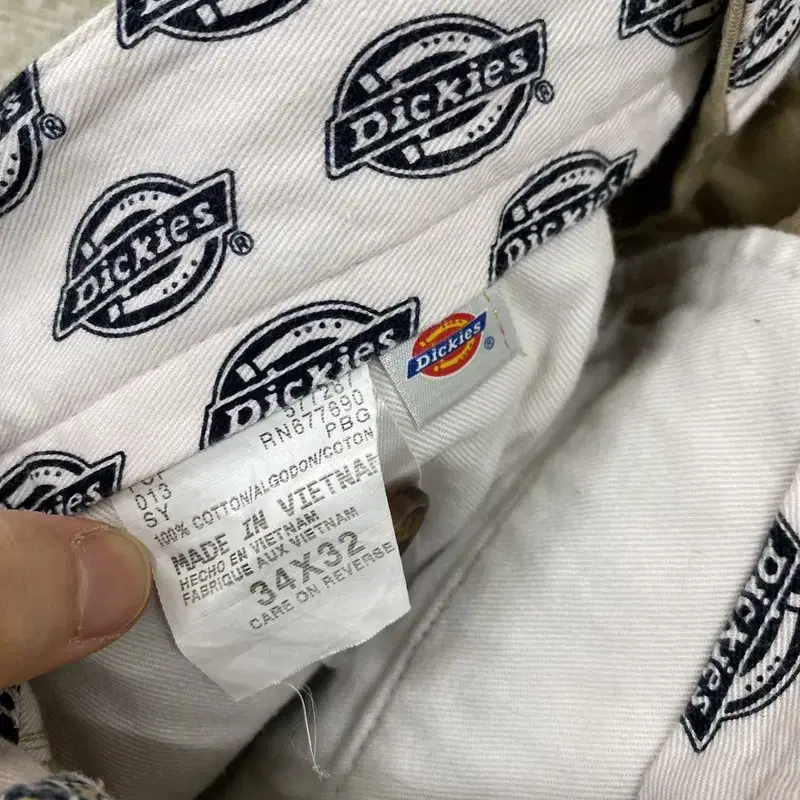 Dickies
®
Dickies
®
Dickies
®
Dickies
Dickies
Dickies
®
Dickies
Dickies
RN677690
PBG
013
SY
100% COTTON/ALGODON/COTON
MADE IN VIETNAM
HECHO EN VIETNAM
FABRIQUE AUX VIETNAM
34X32
CARE ON REVERSE